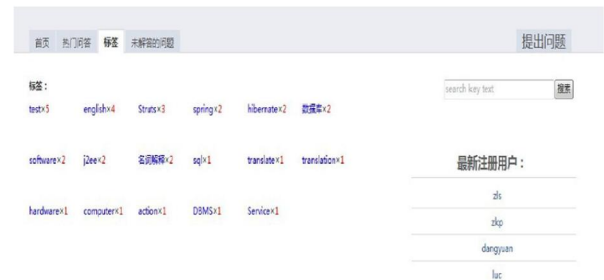 首页 热门问答 标签 未解答的问题 提出问题
标签：
search key text 搜索
test×5 english×4 Struts×3 spring×2 hibernate×2 数据库×2
software×2 j2ee×2 名词解释×2 sql×1 translate×1 translation×1
最新注册用户：
zls
hardware×1 computer×1 action×1 DBMS×1 Service×1
zkp
dangyuan
luc